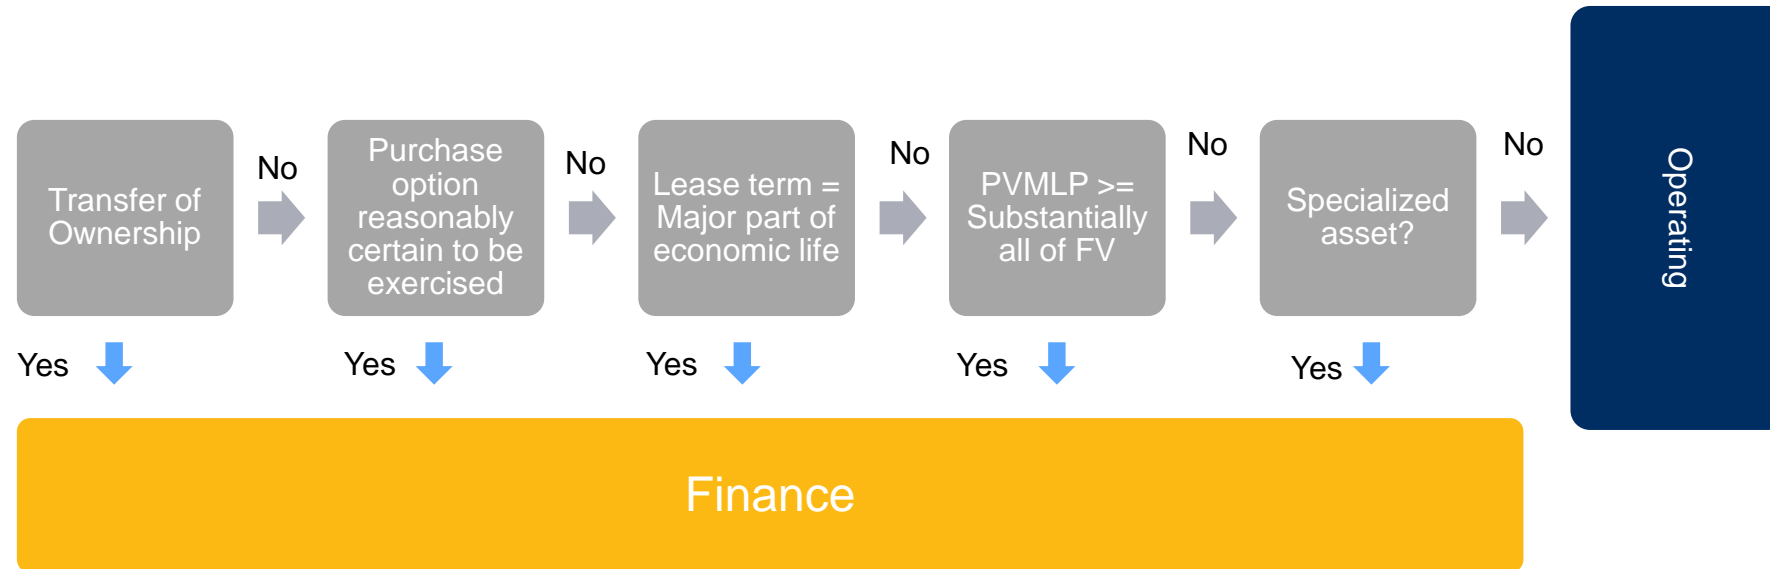 Transfer of
Ownership
No
Purchase
option
reasonably
certain to be
exercised
No
Lease term =
Major part of
economic life
No
PVMLP >=
Substantially
all of FV
No
Specialized
asset?
No
Operating
Yes
Yes
Yes
Yes
Yes
Finance